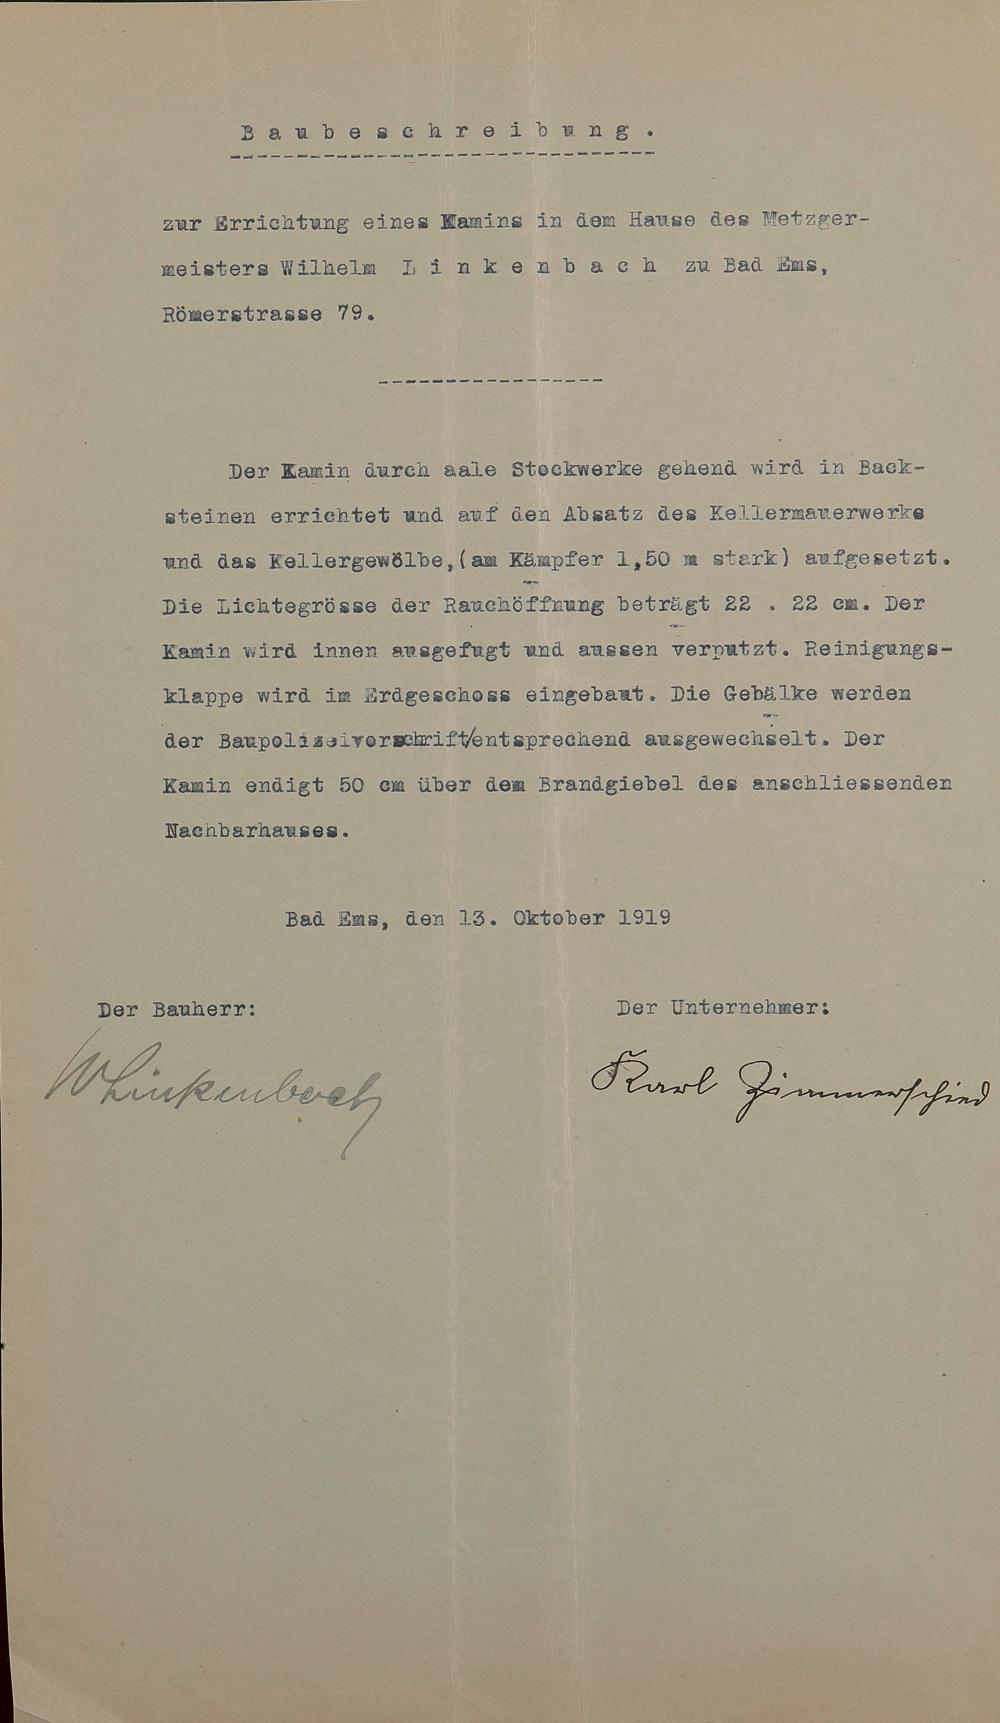 B a u b e s c h r e i b u n g .
zur Errichtung eines Kamins in dem Hause des Metzger-
meisters Wilhelm L i n k e n b a c h zu Bad Ems,
Römerstrasse 79.
Der Kamin durch aale Stockwerke gehend wird in Back-
steinen errichtet und auf den Absatz des Kellermauerwerks
und das Kellergewölbe,(am Kämpfer 1,50 m stark) aufgesetzt.
Die Lichtegrösse der Rauchöffnung beträgt 22 . 22 cm. Der
Kamin wird innen ausgefugt und aussen verputzt. Reinigungs-
klappe wird im Erdgeschoss eingebaut. Die Gebälke werden
der Baupolizeivorschrift/entsprechend ausgewechselt. Der
Kamin endigt 50 cm über dem Brandgiebel des anschliessenden
Nachbarhauses.
Bad Ems, den 13. Oktober 1919
Der Bauherr: Der Unternehmer:
W Linkenbach Karl Zimmerschied